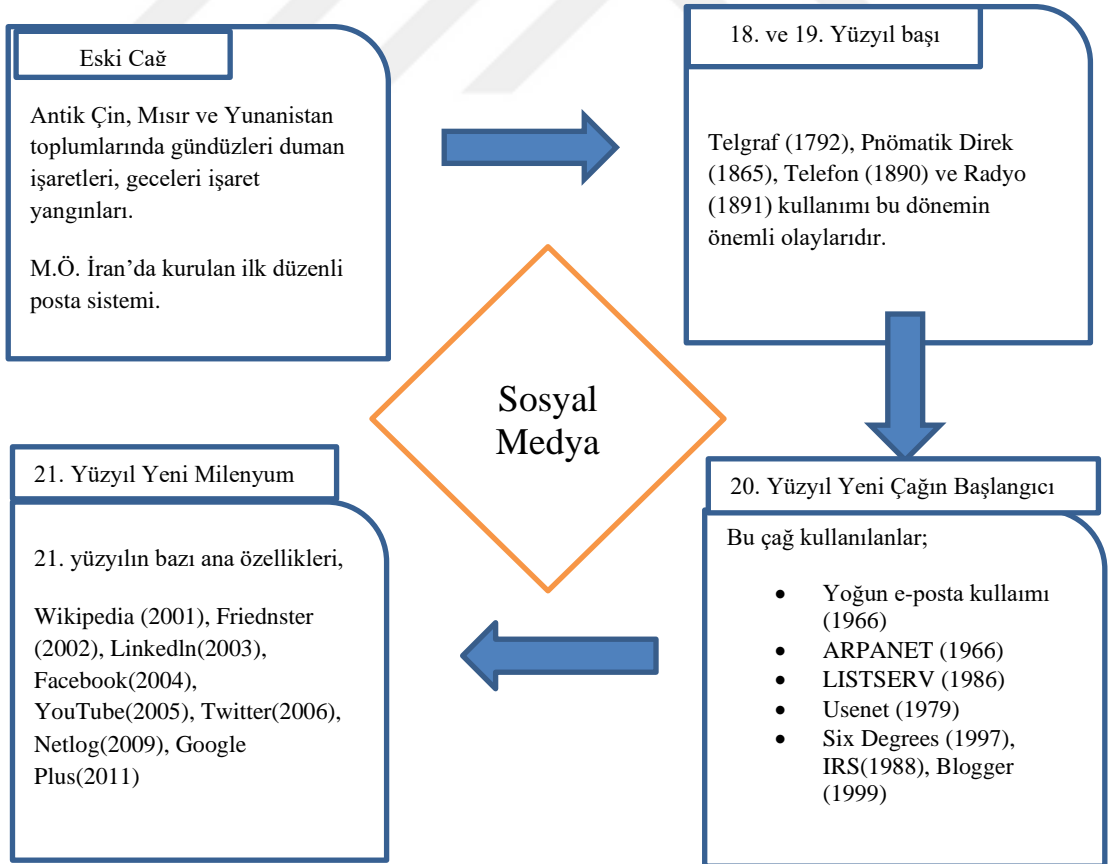 Eski Cağ
Antik Çin, Mısır ve Yunanistan
toplumlarında gündüzleri duman
işaretleri, geceleri işaret
yangınları.
M.Ö. İran’da kurulan ilk düzenli
posta sistemi.
18. ve 19. Yüzyıl başı
Telgraf (1792), Pnömatik Direk
(1865), Telefon (1890) ve Radyo
(1891) kullanımı bu dönemin
önemli olaylarıdır.
Sosyal
Medya
20. Yüzyıl Yeni Çağın Başlangıcı
Bu çağ kullanılanlar;
• Yoğun e-posta kullaımı
(1966)
• ARPANET (1966)
• LISTSERV (1986)
• Usenet (1979)
• Six Degrees (1997),
IRS(1988), Blogger
(1999)
21. Yüzyıl Yeni Milenyum
21. yüzyılın bazı ana özellikleri,
Wikipedia (2001), Friednster
(2002), Linkedln(2003),
Facebook(2004),
YouTube(2005), Twitter(2006),
Netlog(2009), Google
Plus(2011)